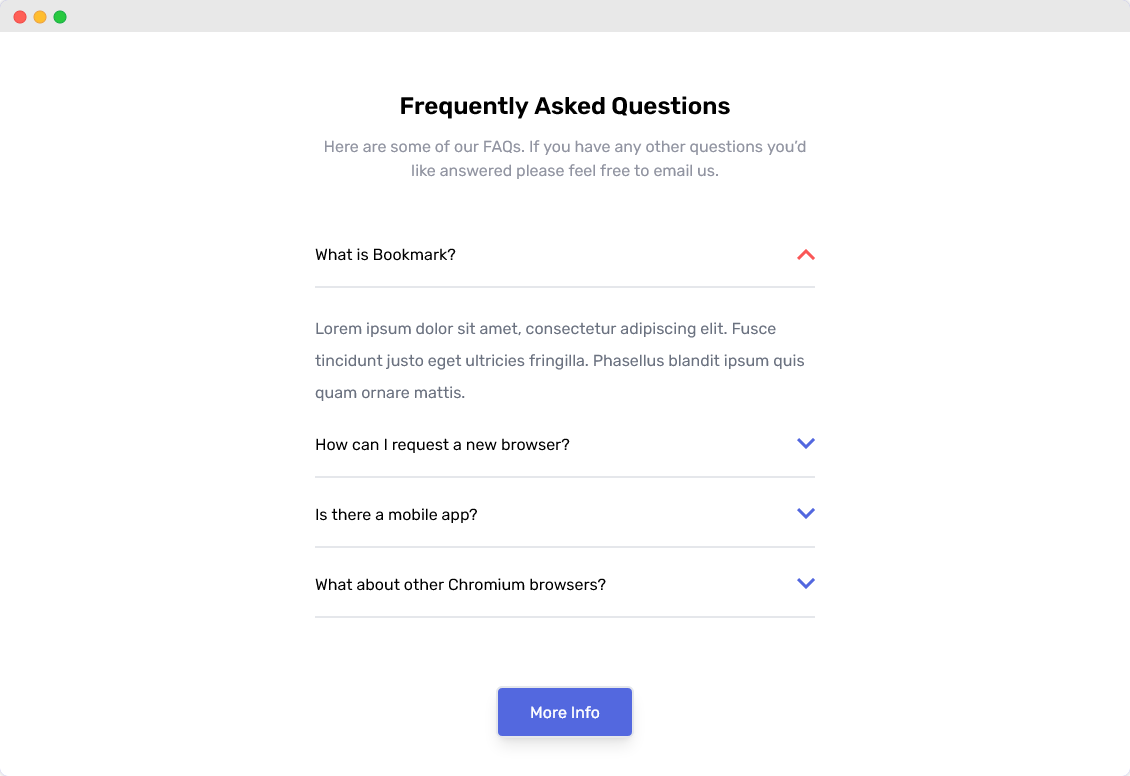 Frequently Asked Questions
Here are some of our FAQs. If you have any other questions you’d
like answered please feel free to email us.
What is Bookmark?
Lorem ipsum dolor sit amet, consectetur adipiscing elit. Fusce
tincidunt justo eget ultricies fringilla. Phasellus blandit ipsum quis
quam ornare mattis.
How can I request a new browser?
Is there a mobile app?
What about other Chromium browsers?
More Info